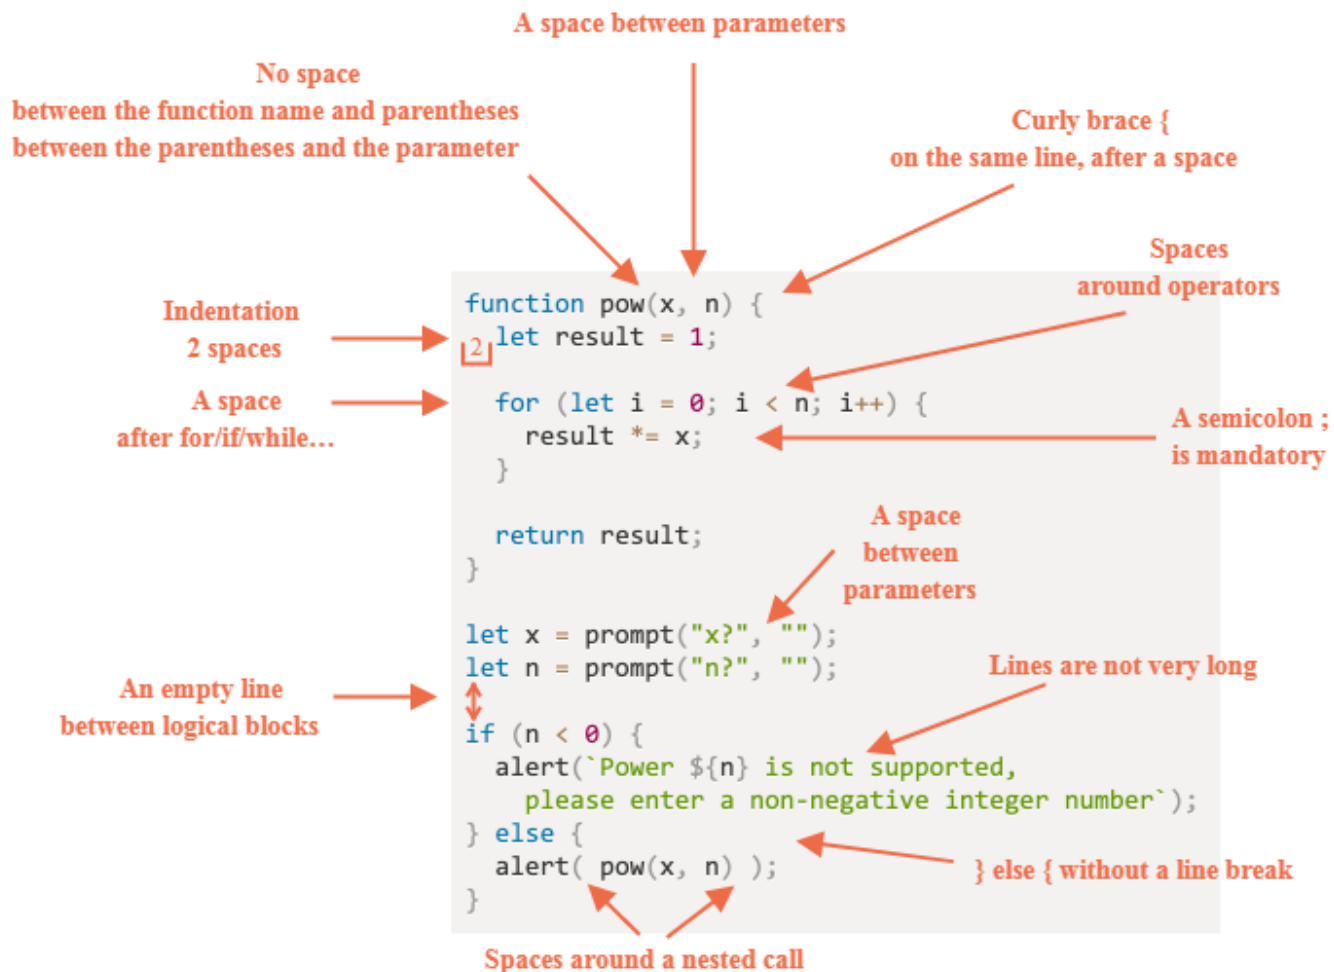 A space between parameters
No space
between the function name and parentheses
between the parentheses and the parameter
Curly brace {
on the same line, after a space
Spaces
around operators
Indentation
2 spaces
A space
after for/if/while…
A semicolon ;
is mandatory
A space
between
parameters
An empty line
between logical blocks
Lines are not very long
} else { without a line break
Spaces around a nested call
function pow(x, n) {
2
  let result = 1;

  for (let i = 0; i < n; i++) {
    result *= x;
  }

  return result;
}

let x = prompt("x?", "");
let n = prompt("n?", "");

if (n < 0) {
  alert(`Power ${n} is not supported,
    please enter a non-negative integer number`);
} else {
  alert( pow(x, n) );
}